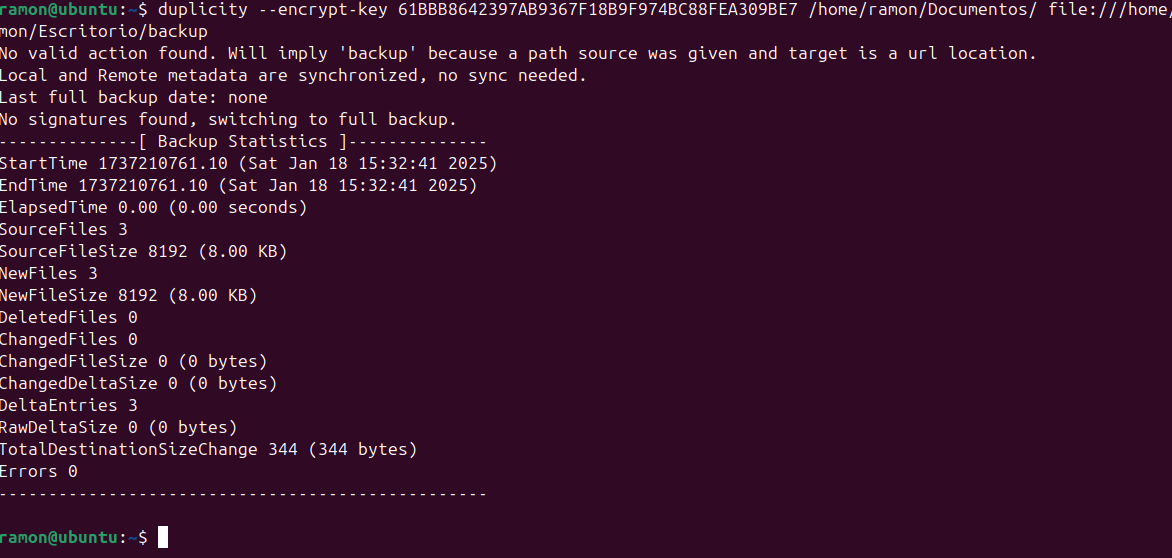 ramon@ubuntu:~$ duplicity --encrypt-key 61BBB8642397AB9367F18B9F974BC88FEA309BE7 /home/ramon/Documentos/ file:///home/
mon/Escritorio/backup
No valid action found. Will imply 'backup' because a path source was given and target is a url location.
Local and Remote metadata are synchronized, no sync needed.
Last full backup date: none
No signatures found, switching to full backup.
--------------[ Backup Statistics ]--------------
StartTime 1737210761.10 (Sat Jan 18 15:32:41 2025)
EndTime 1737210761.10 (Sat Jan 18 15:32:41 2025)
ElapsedTime 0.00 (0.00 seconds)
SourceFiles 3
SourceFileSize 8192 (8.00 KB)
NewFiles 3
NewFileSize 8192 (8.00 KB)
DeletedFiles 0
ChangedFiles 0
ChangedFileSize 0 (0 bytes)
ChangedDeltaSize 0 (0 bytes)
DeltaEntries 3
RawDeltaSize 0 (0 bytes)
TotalDestinationSizeChange 344 (344 bytes)
Errors 0
-------------------------------------------------
ramon@ubuntu:~$